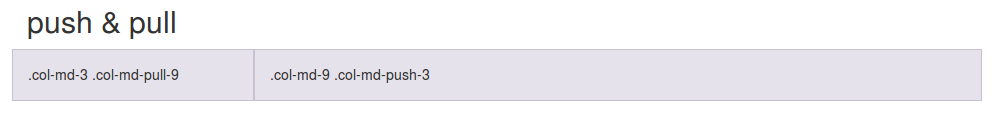 push & pull
.col-md-3 .col-md-pull-9
.col-md-9 .col-md-push-3